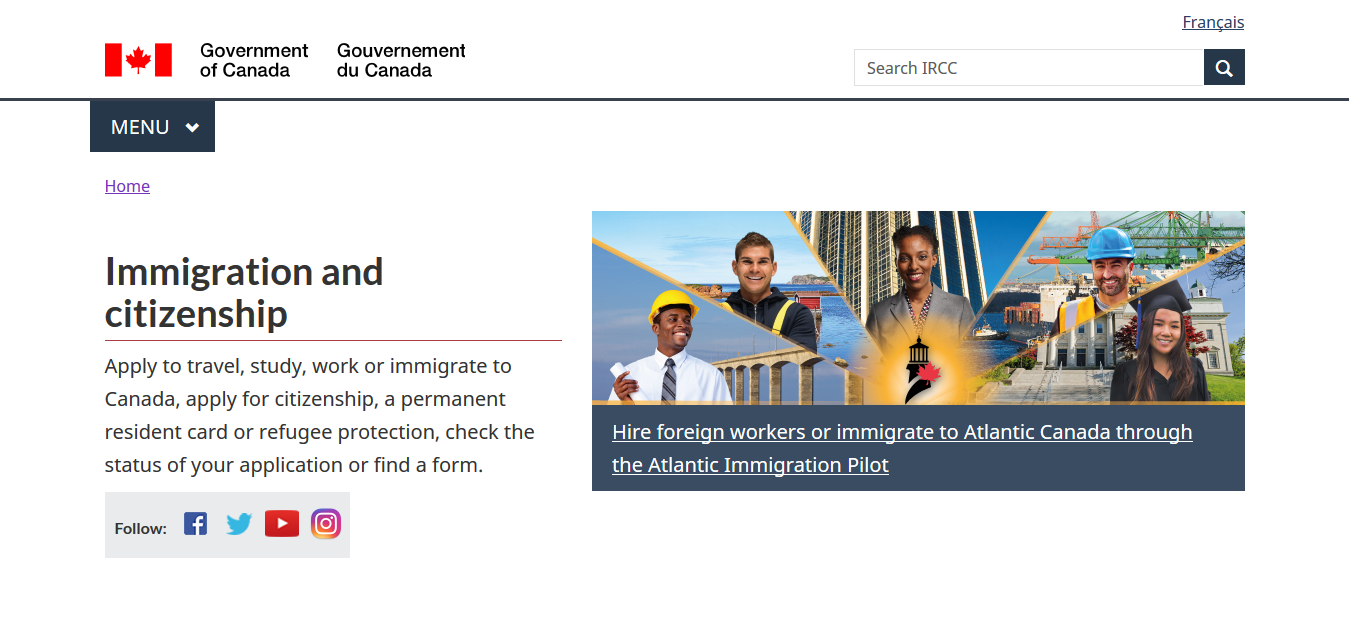 Français
Government
of Canada
Gouvernement
du Canada
Search IRCC
MENU
Home
Immigration and
citizenship
Apply to travel, study, work or immigrate to
Canada, apply for citizenship, a permanent
resident card or refugee protection, check the
status of your application or find a form.
Follow:
Hire foreign workers or immigrate to Atlantic Canada through
the Atlantic Immigration Pilot